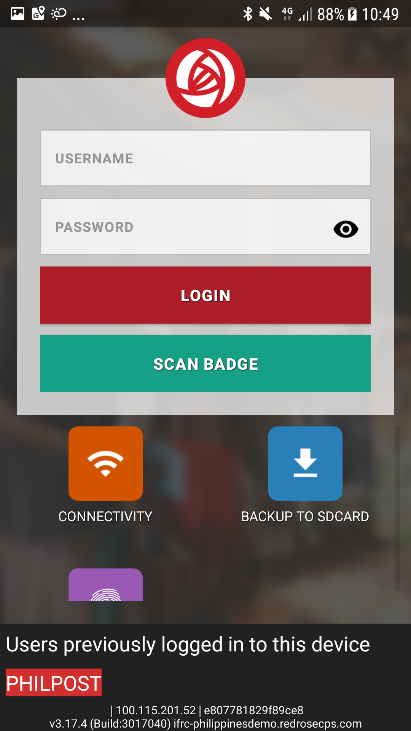 4G 88% 10:49
USERNAME
PASSWORD
LOGIN
SCAN BADGE
CONNECTIVITY
BACKUP TO SDCARD
Users previously logged in to this device
PHILPOST
| 100.115.201.52 | e807781829f89ce8
v3.17.4 (Build:3017040) ifrc-philippinesdemo.redrosecps.com